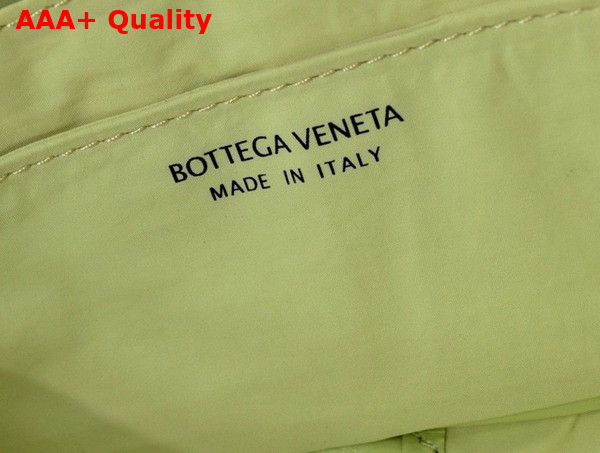 AAA+ Quality
BOTTEGA VENETA
MADE IN ITALY